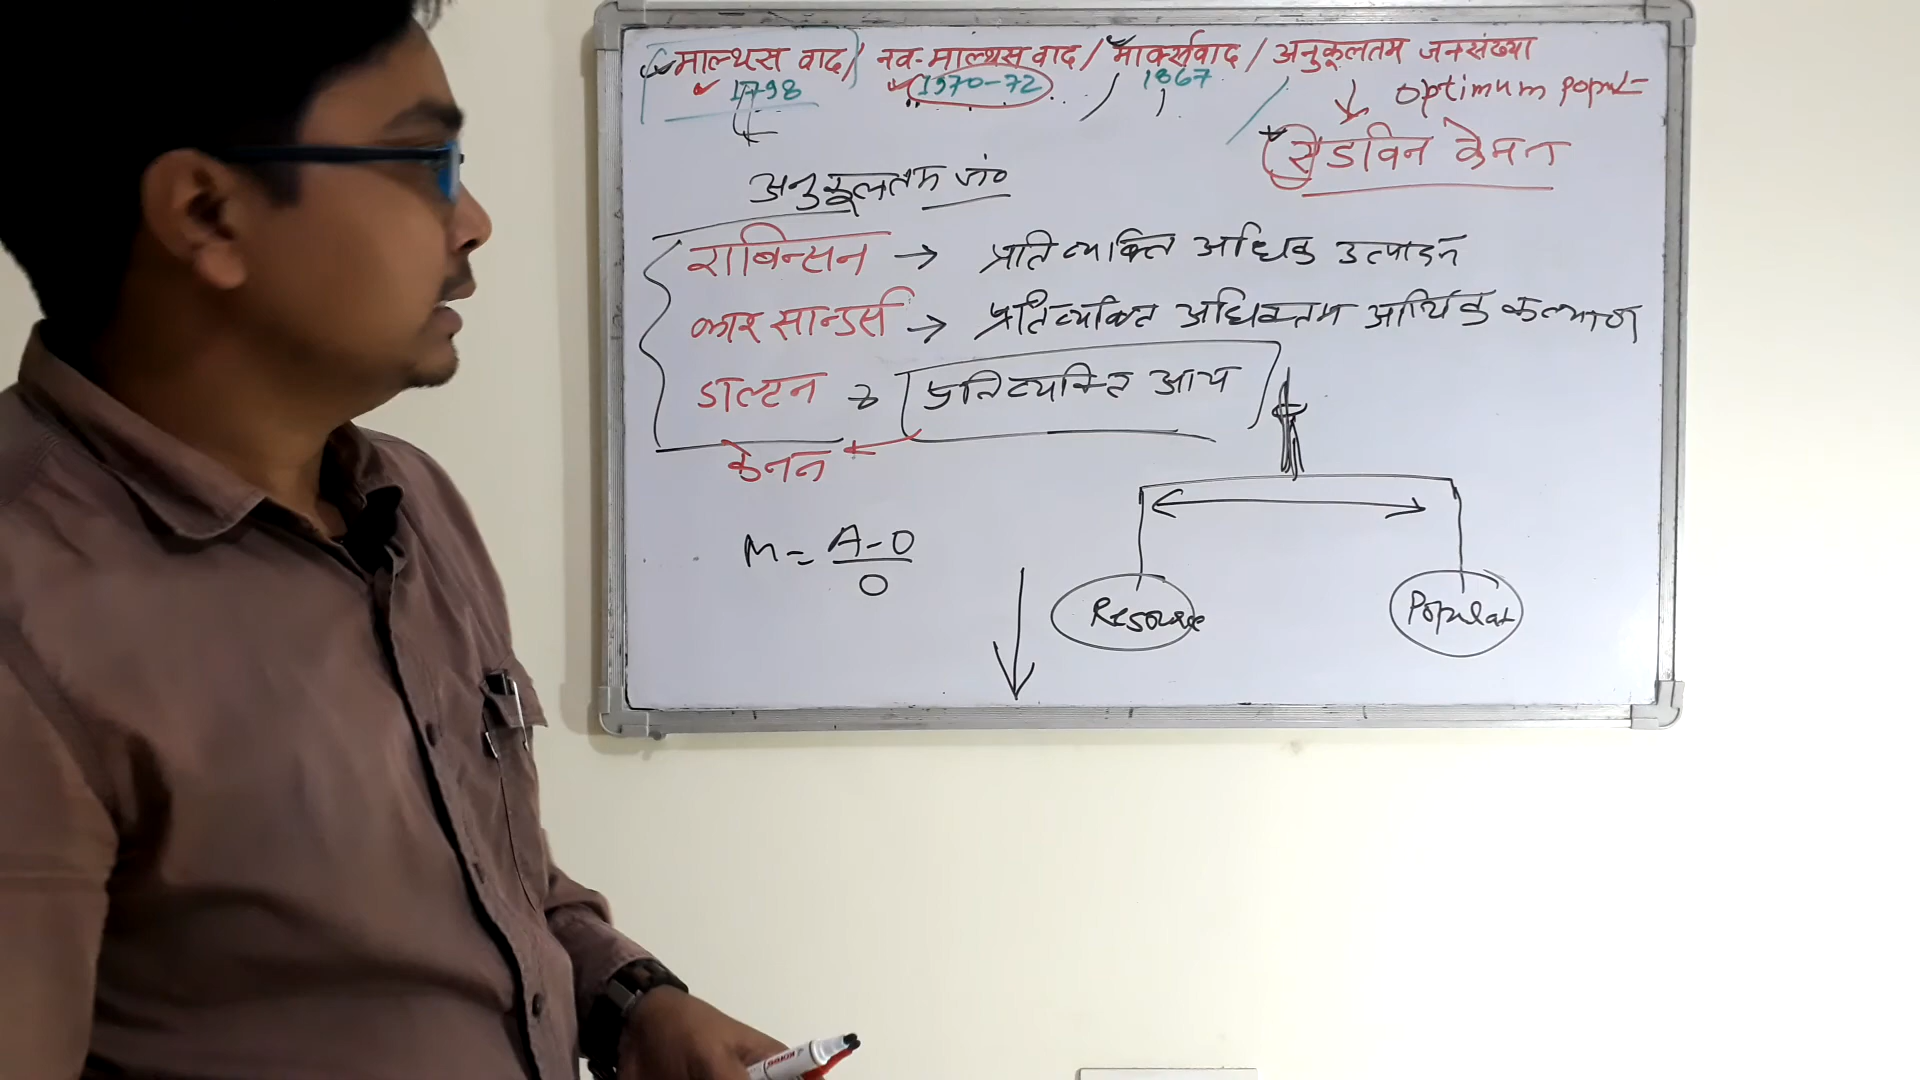 माल्थस वाद / नव-माल्थस वाद / मार्क्सवाद / अनुकूलतम जनसंख्या
1798 1970-72 1867
optimum popul=
एडविन केनन
अनुकूलतम जं०
राबिन्सन → प्रतिव्यक्ति अधिक उत्पादन
कार सान्डर्स → प्रतिव्यक्ति अधिकतम आर्थिक कल्याण
डाल्टन → प्रतिव्यक्ति आय
केनन
M = A-O
O
Resource Populat